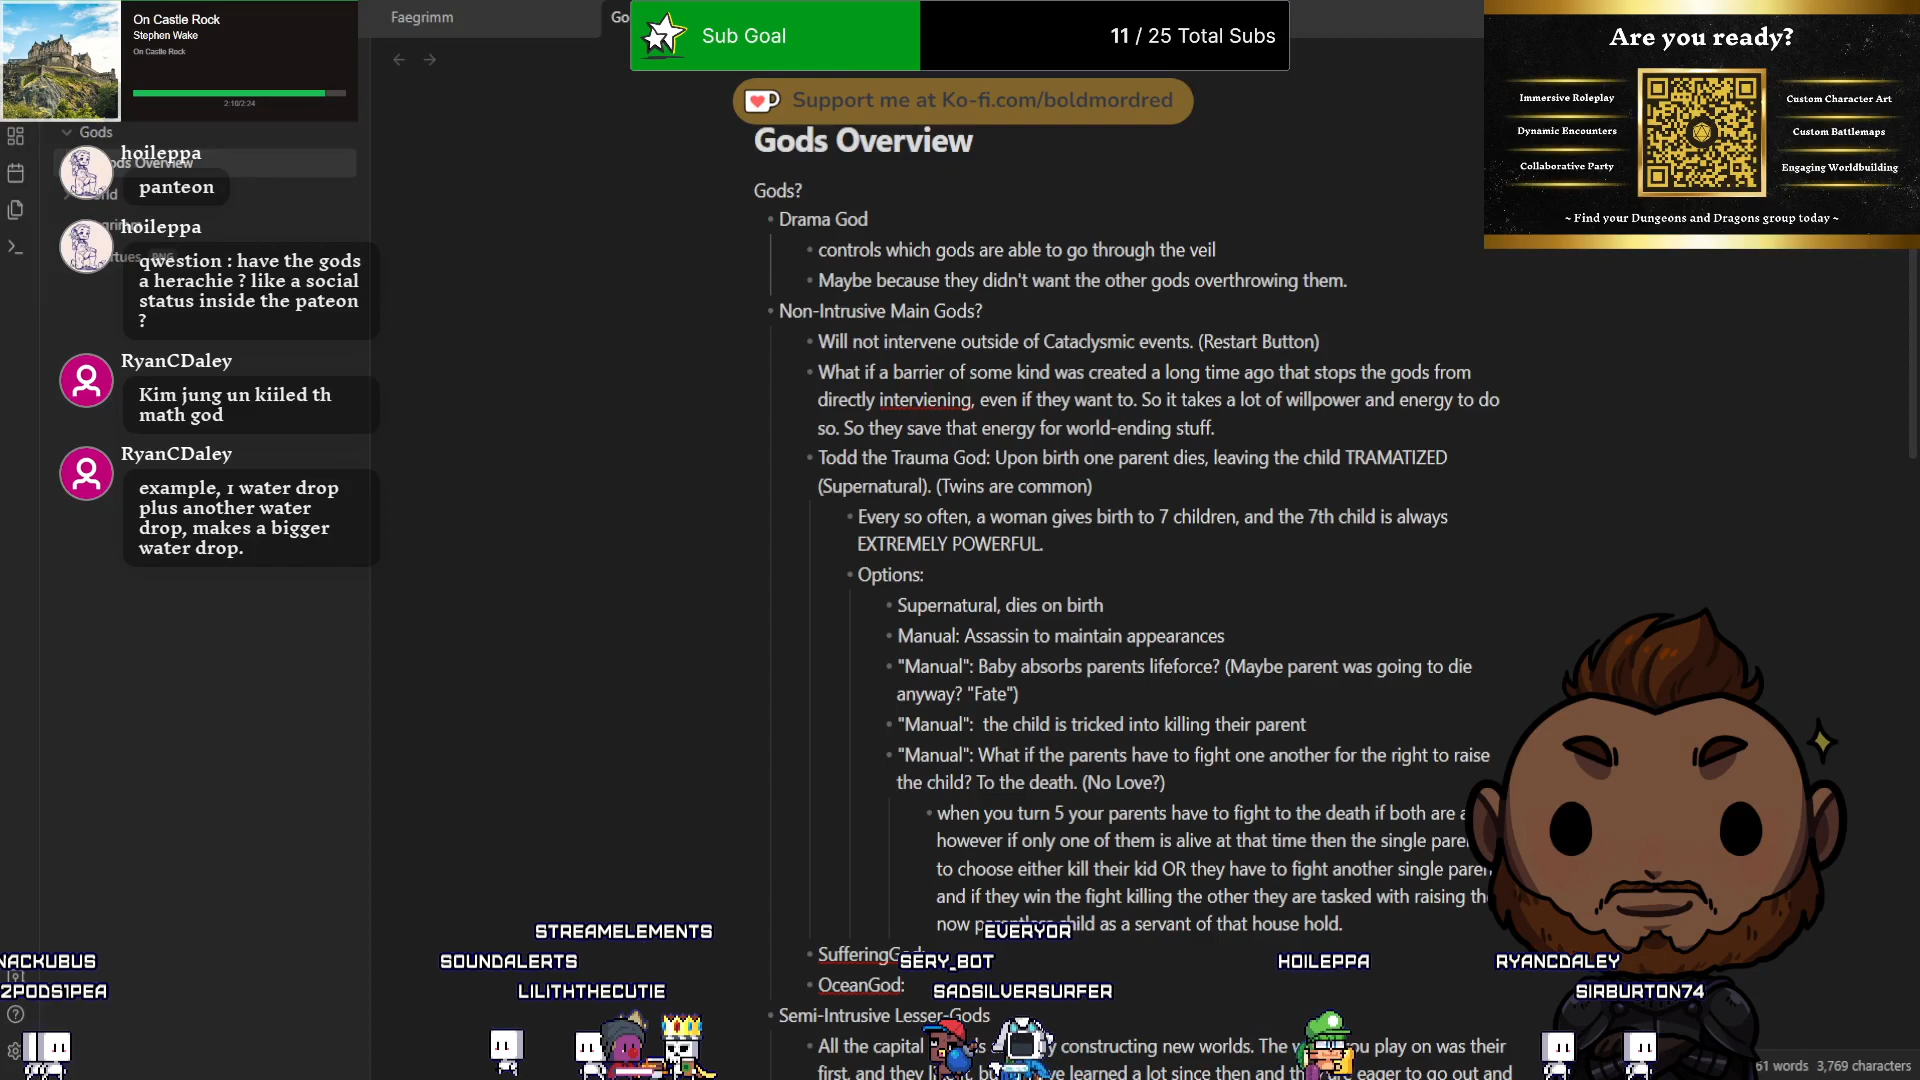 On Castle Rock
Stephen Wake
On Castle Rock
2:10/2:24
Faegrimm
Go
Sub Goal
11 / 25 Total Subs
Support me at Ko-fi.com/boldmordred
Are you ready?
Immersive Roleplay
Dynamic Encounters
Collaborative Party
Custom Character Art
Custom Battlemaps
Engaging Worldbuilding
~ Find your Dungeons and Dragons group today ~
Gods
Overview
hoileppa
panteon
hoileppa
qwestion : have the gods
a herachie ? like a social
status inside the pateon
?
RyanCDaley
Kim jung un kiiled th
math god
RyanCDaley
example, 1 water drop
plus another water
drop, makes a bigger
water drop.
Gods Overview
Gods?
Drama God
controls which gods are able to go through the veil
Maybe because they didn't want the other gods overthrowing them.
Non-Intrusive Main Gods?
Will not intervene outside of Cataclysmic events. (Restart Button)
What if a barrier of some kind was created a long time ago that stops the gods from
directly interviening, even if they want to. So it takes a lot of willpower and energy to do
so. So they save that energy for world-ending stuff.
Todd the Trauma God: Upon birth one parent dies, leaving the child TRAMATIZED
(Supernatural). (Twins are common)
Every so often, a woman gives birth to 7 children, and the 7th child is always
EXTREMELY POWERFUL.
Options:
Supernatural, dies on birth
Manual: Assassin to maintain appearances
"Manual": Baby absorbs parents lifeforce? (Maybe parent was going to die
anyway? "Fate")
"Manual":  the child is tricked into killing their parent
"Manual": What if the parents have to fight one another for the right to raise
the child? To the death. (No Love?)
when you turn 5 your parents have to fight to the death if both are
however if only one of them is alive at that time then the single
to choose either kill their kid OR they have to fight another single
and if they win the fight killing the other they are tasked with raising
now child as a servant of that house hold.
OceanGod:
Semi-Intrusive Lesser-Gods
All the capital constructing new worlds. The play on was their
first, and they learned a lot since then and eager to go out and
STREAMELEMENTS
EVERYOR
NACKUBUS
SOUNDALERTS
SERY_BOT
HOILEPPA
RYANCDALEY
2PODS1PEA
LILITHTHECUTIE
SADSILVERSURFER
SIRBURTON74
61 words 3,769 characters